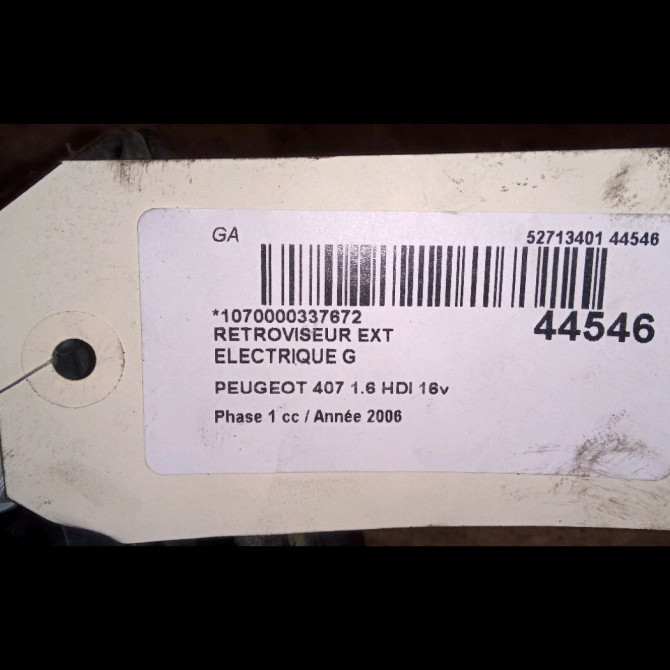 GA
52713401 44546
*1070000337672
44546
RETROVISEUR EXT
ELECTRIQUE G
PEUGEOT 407 1.6 HDI 16v
Phase 1 cc / Année 2006